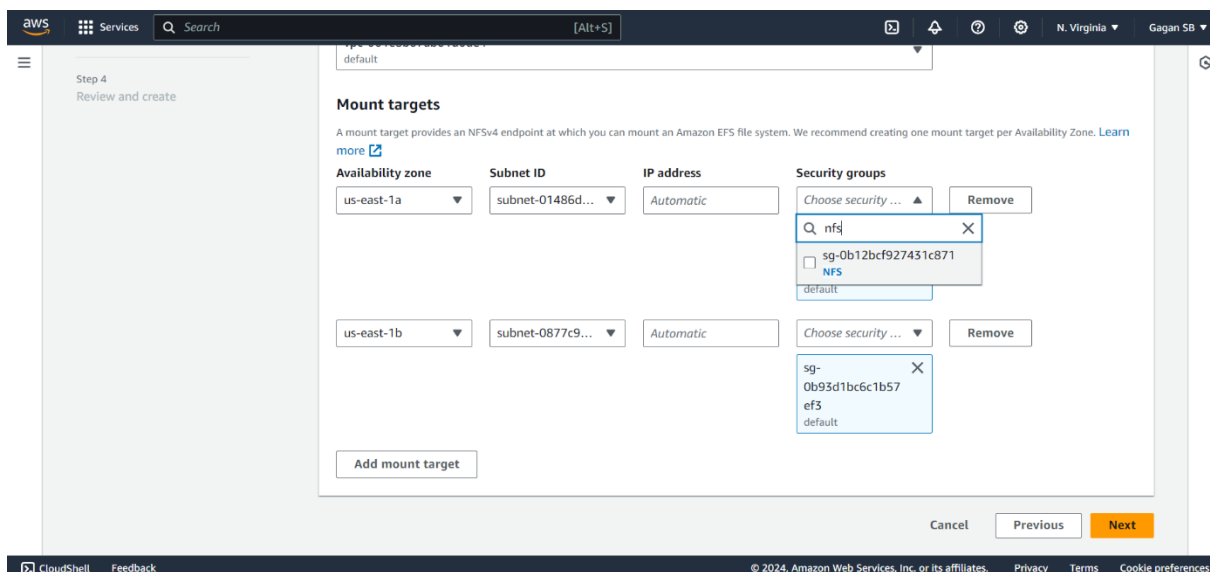 aws Services Search [Alt+S] N. Virginia Gagan SB
default
Step 4
Review and create
Mount targets
A mount target provides an NFSv4 endpoint at which you can mount an Amazon EFS file system. We recommend creating one mount target per Availability Zone. Learn
more
Availability zone Subnet ID IP address Security groups
us-east-1a subnet-01486d... Automatic Choose security ... Remove
nfs
sg-0b12bcf927431c871
NFS
default
us-east-1b subnet-0877c9... Automatic Choose security ... Remove
sg-
0b93d1bc6c1b57
ef3
default
Add mount target
Cancel Previous Next
CloudShell Feedback © 2024, Amazon Web Services, Inc. or its affiliates. Privacy Terms Cookie preferences